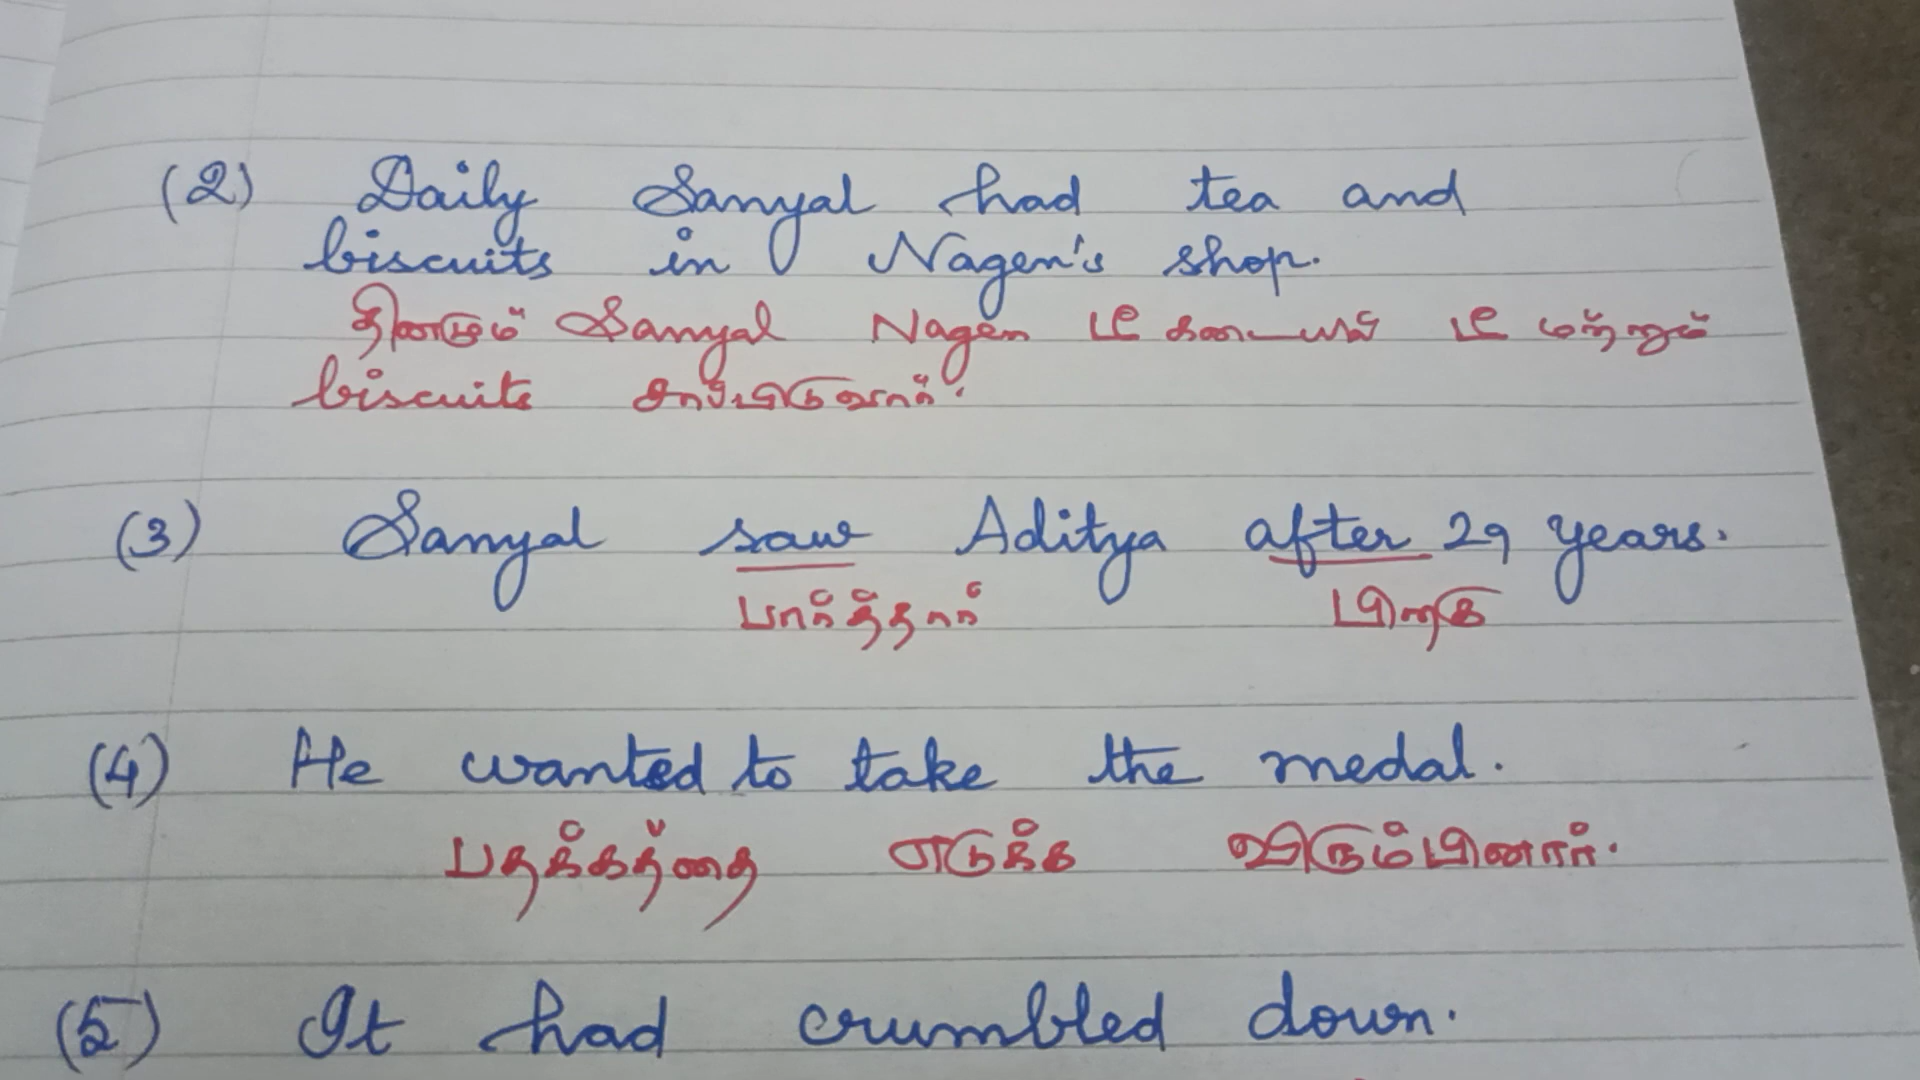 (2) Daily Sanyal had tea and
biscuits in Nagen's shop.
தினமும் Sanyal Nagen டீ கடையில் டீ மற்றும்
biscuits சாப்பிடுவார்.
(3) Sanyal saw Aditya after 29 years.
பார்த்தார் பிறகு
(4) He wanted to take the medal.
பதக்கத்தை எடுக்க விரும்பினார்.
(5) It had crumbled down.